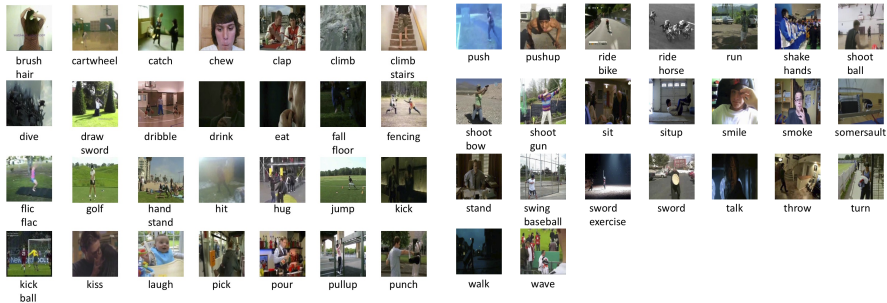 brush hair
cartwheel
catch
chew
clap
climb
climb stairs
dive
draw sword
dribble
drink
eat
fall floor
fencing
flic flac
golf
hand stand
hit
hug
jump
kick
kick ball
kiss
laugh
pick
pour
pullup
punch
push
pushup
ride bike
ride horse
run
shake hands
shoot ball
shoot bow
shoot gun
sit
situp
smile
smoke
somersault
stand
swing baseball
sword exercise
sword
talk
throw
turn
walk
wave